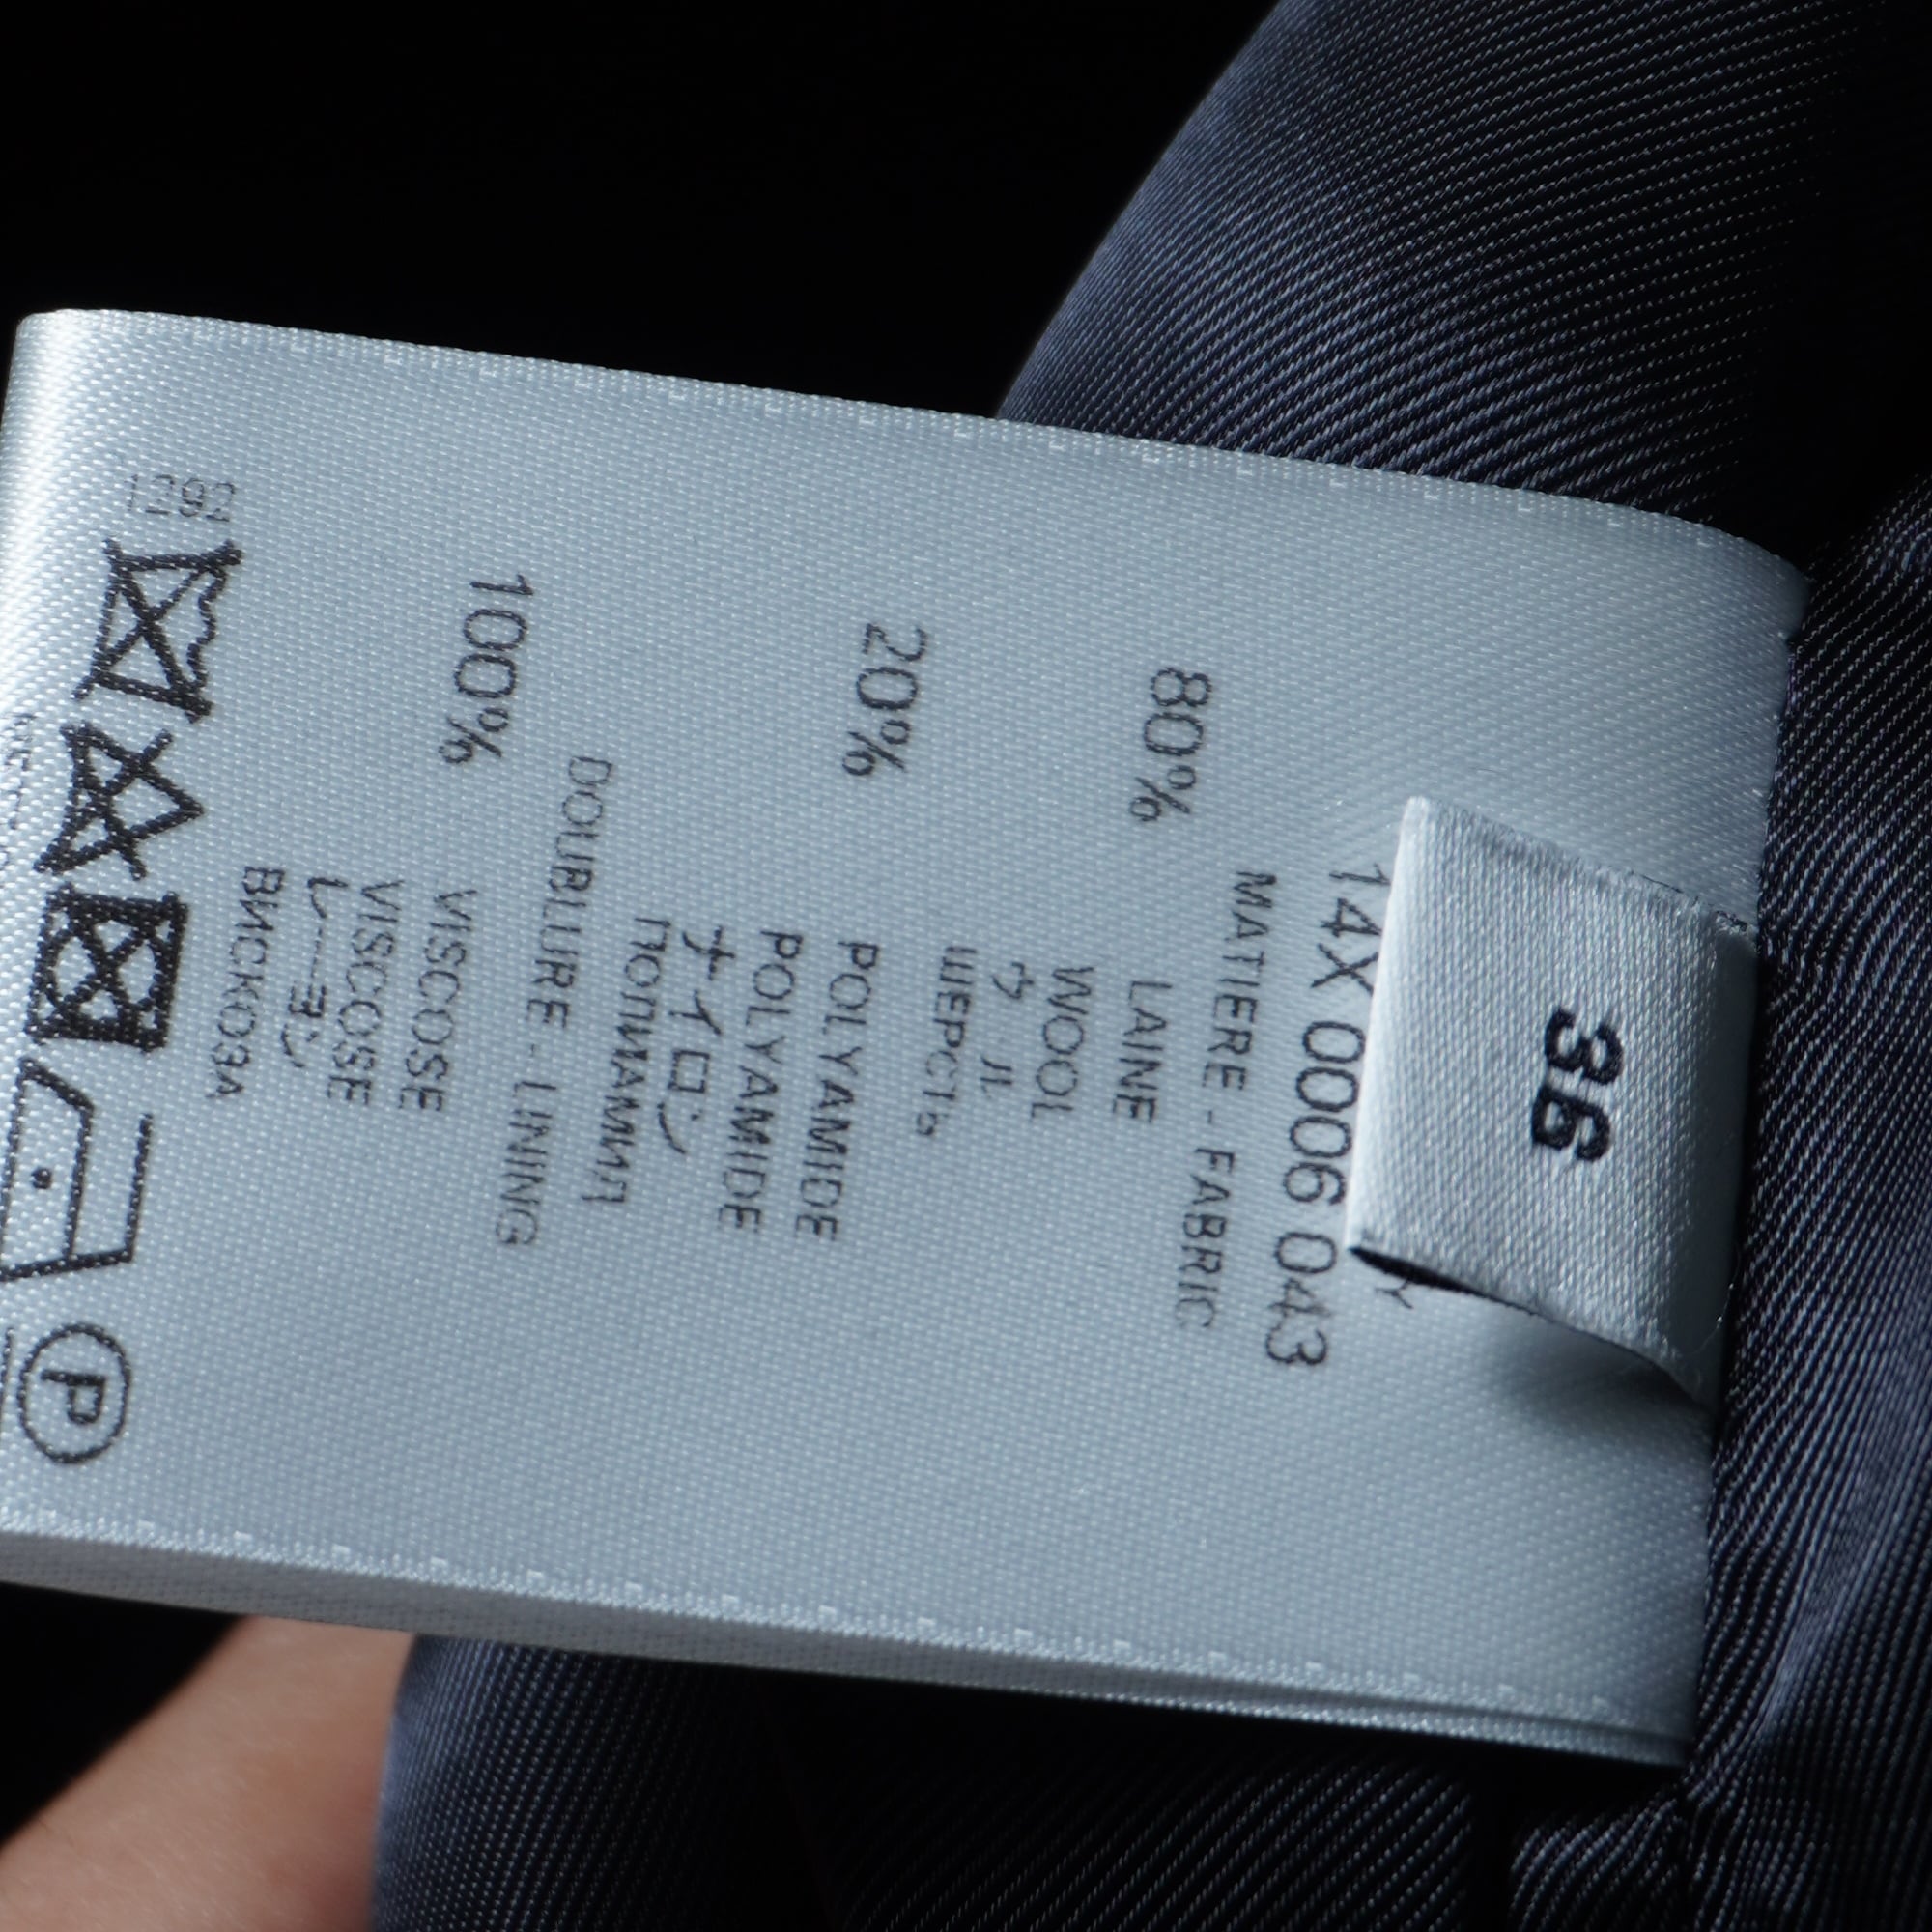 36
14X 0006 043
MATIERE - FABRIC
80% LAINE
WOOL
ウール
ШЕРСТЬ
20% POLYAMIDE
POLYAMIDE
ナイロン
ПОЛИАМИД
DOUBLURE - LINING
100% VISCOSE
VISCOSE
レーヨン
ВИСКОЗА
1292
P